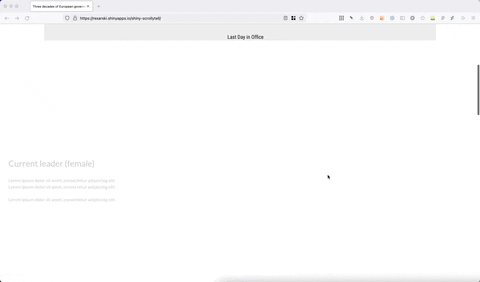 Three decades of European govern
https://cesarski.shinyapps.io/shiny-scrollytell/
Last Day in Office
Current leader (female)
Lorem ipsum dolor sit amet, consectetur adipiscing elit.
Lorem ipsum dolor sit amet, consectetur adipiscing elit.
Lorem ipsum dolor sit amet, consectetur adipiscing elit.